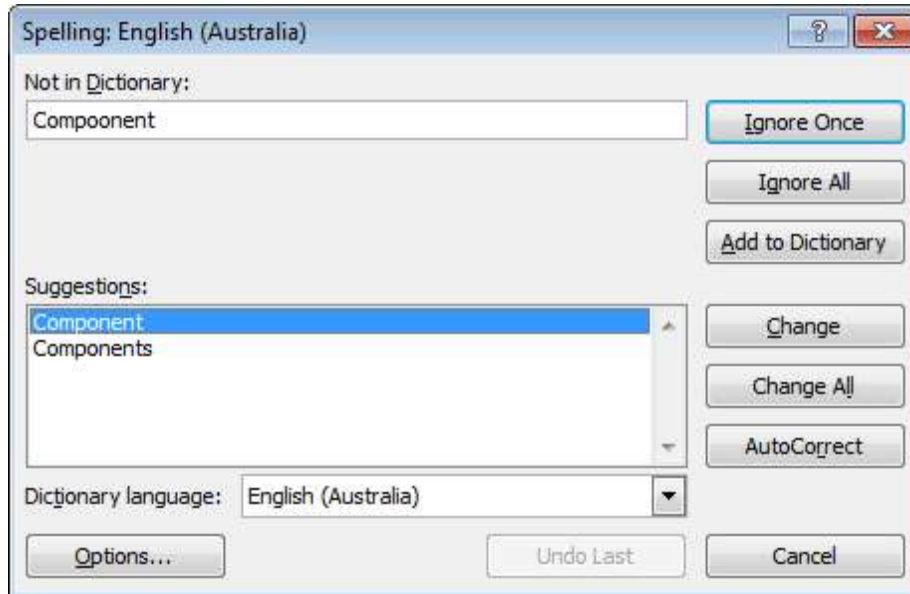 Spelling: English (Australia)
Not in Dictionary:
Compoonent
Ignore Once
Ignore All
Add to Dictionary
Suggestions:
Component
Components
Change
Change All
AutoCorrect
Dictionary language: English (Australia)
Options...
Undo Last
Cancel